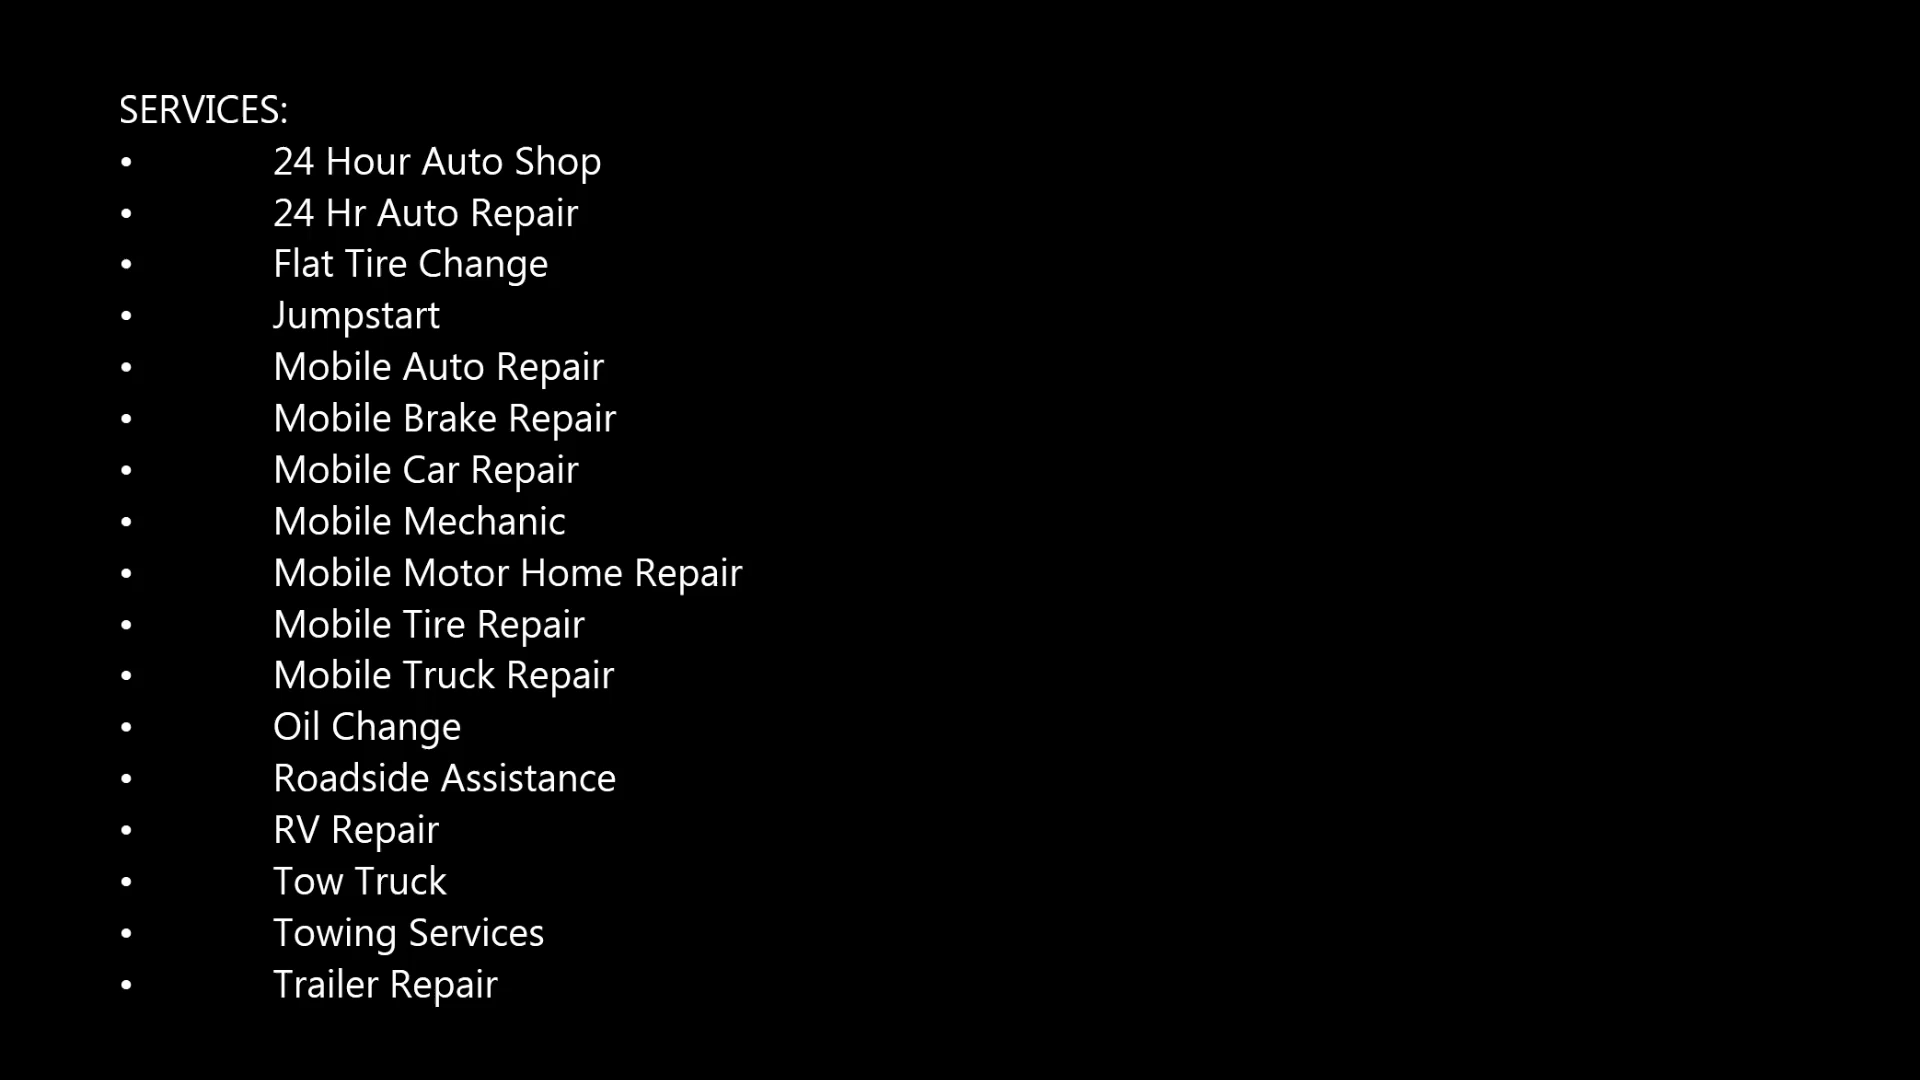 SERVICES:
• 24 Hour Auto Shop
• 24 Hr Auto Repair
• Flat Tire Change
• Jumpstart
• Mobile Auto Repair
• Mobile Brake Repair
• Mobile Car Repair
• Mobile Mechanic
• Mobile Motor Home Repair
• Mobile Tire Repair
• Mobile Truck Repair
• Oil Change
• Roadside Assistance
• RV Repair
• Tow Truck
• Towing Services
• Trailer Repair